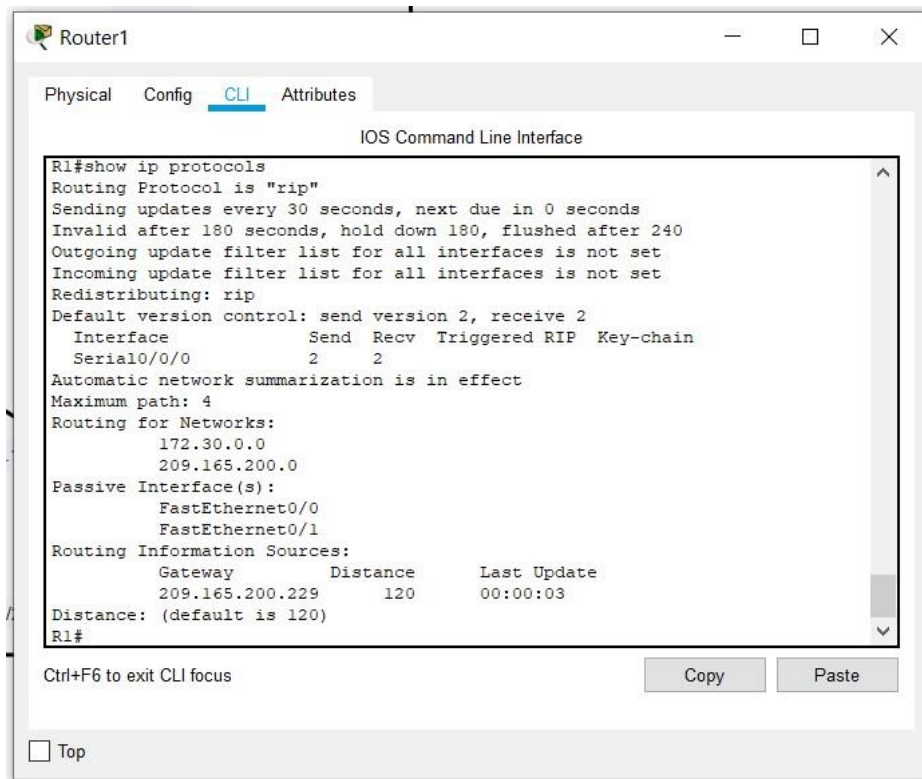 Router1
Physical Config CLI Attributes
IOS Command Line Interface
R1#show ip protocols
Routing Protocol is "rip"
Sending updates every 30 seconds, next due in 0 seconds
Invalid after 180 seconds, hold down 180, flushed after 240
Outgoing update filter list for all interfaces is not set
Incoming update filter list for all interfaces is not set
Redistributing: rip
Default version control: send version 2, receive 2
Interface Send Recv Triggered RIP Key-chain
Serial0/0/0 2 2
Automatic network summarization is in effect
Maximum path: 4
Routing for Networks:
172.30.0.0
209.165.200.0
Passive Interface(s):
FastEthernet0/0
FastEthernet0/1
Routing Information Sources:
Gateway Distance Last Update
209.165.200.229 120 00:00:03
Distance: (default is 120)
R1#
Ctrl+F6 to exit CLI focus
Copy Paste
Top